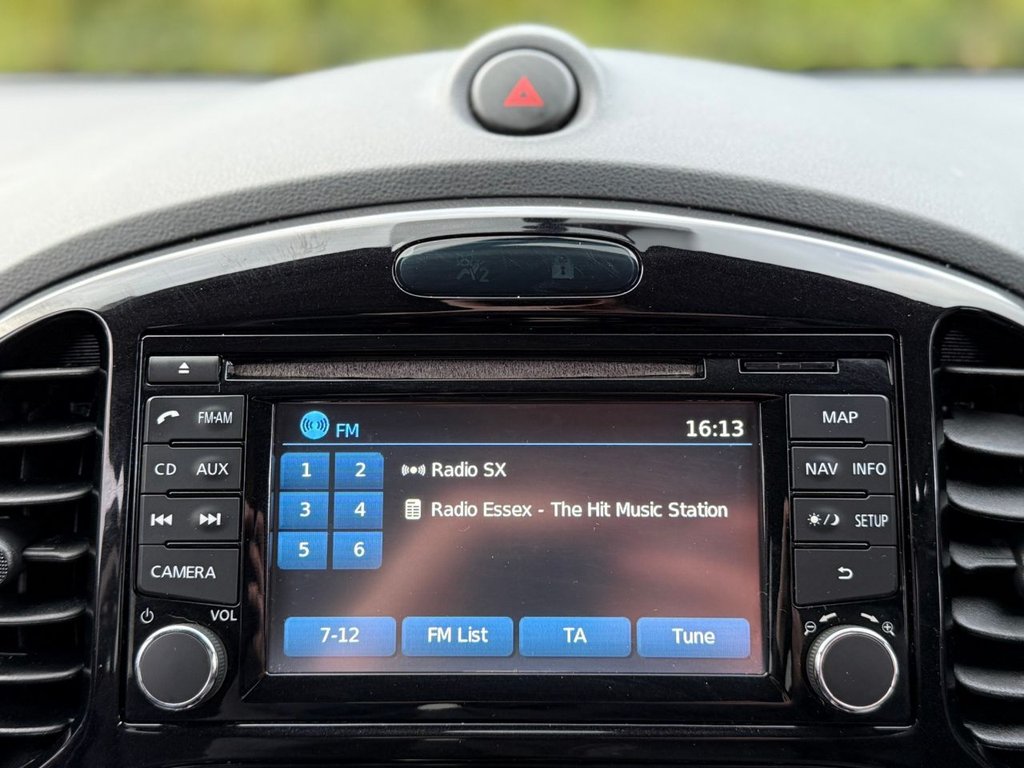 FM
16:13
1 2
Radio SX
3 4
Radio Essex - The Hit Music Station
5 6
7-12 FM List TA Tune
FM·AM
CD AUX
CAMERA
VOL
MAP
NAV INFO
SETUP
2